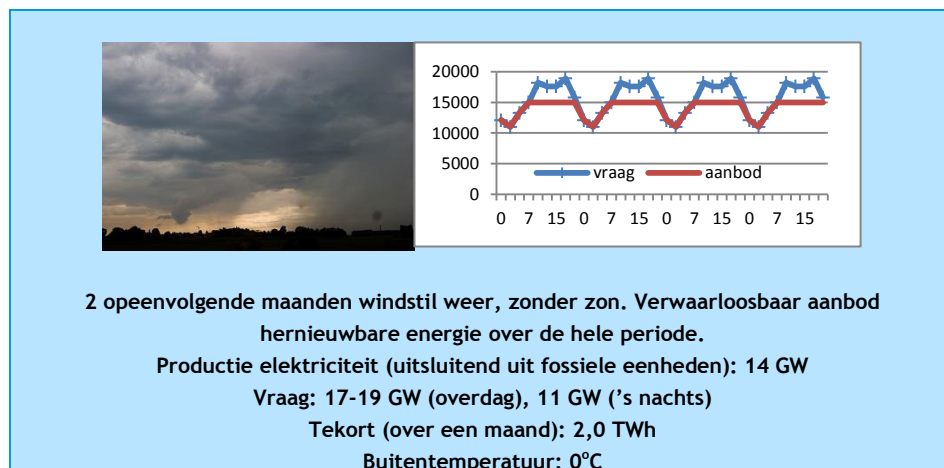 20000
15000
10000
5000
0
vraag aanbod
0 7 15 0 7 15 0 7 15 0 7 15
2 opeenvolgende maanden windstil weer, zonder zon. Verwaarloosbaar aanbod
hernieuwbare energie over de hele periode.
Productie elektriciteit (uitsluitend uit fossiele eenheden): 14 GW
Vraag: 17-19 GW (overdag), 11 GW ('s nachts)
Tekort (over een maand): 2,0 TWh
Buitentemperatuur: 0°C